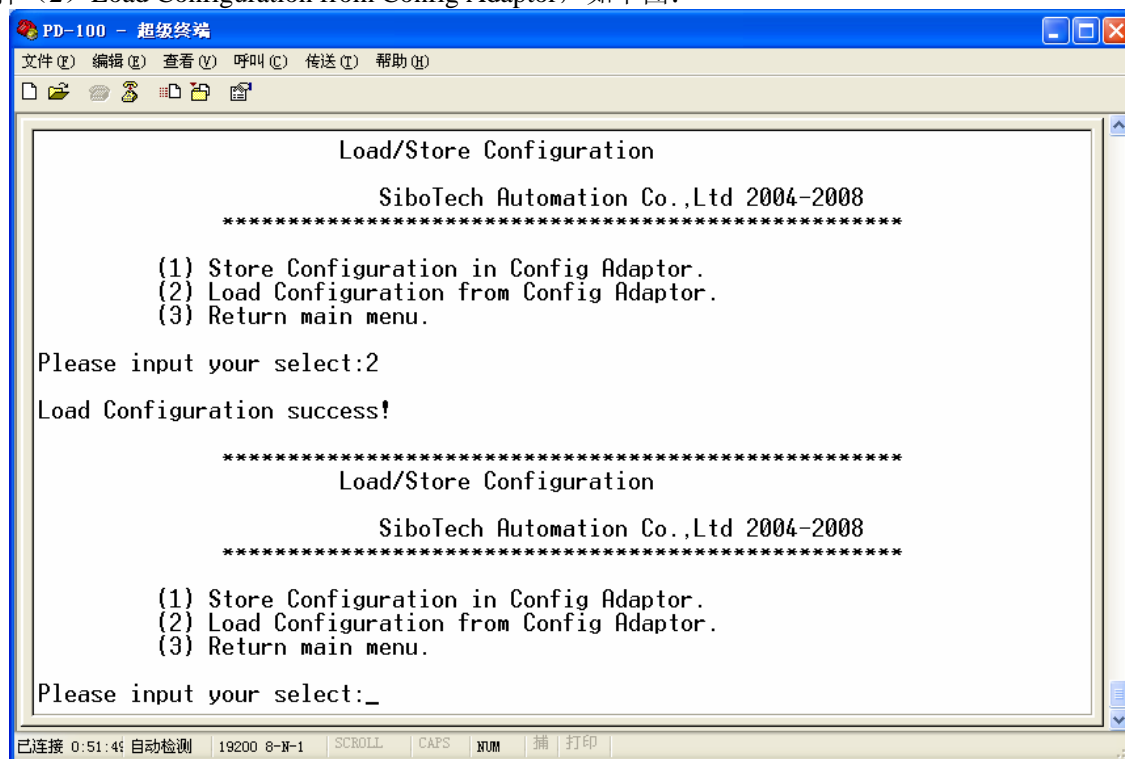 (2) Load Configuration from Config Adaptor, 如下图:
PD-100 - 超级终端
文件(F) 编辑(E) 查看(V) 呼叫(C) 传送(T) 帮助(H)
Load/Store Configuration
SiboTech Automation Co.,Ltd 2004-2008
****************************************************
(1) Store Configuration in Config Adaptor.
(2) Load Configuration from Config Adaptor.
(3) Return main menu.
Please input your select:2
Load Configuration success!
****************************************************
Load/Store Configuration
SiboTech Automation Co.,Ltd 2004-2008
****************************************************
(1) Store Configuration in Config Adaptor.
(2) Load Configuration from Config Adaptor.
(3) Return main menu.
Please input your select:_
已连接 0:51:49 自动检测 19200 8-N-1 SCROLL CAPS NUM 捕 打印